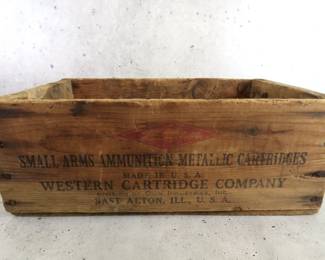 SMALL ARMS AMMUNITION-METALLIC CARTRIDGES
MADE IN U.S.A.
WESTERN CARTRIDGE COMPANY
EAST ALTON, ILL., U.S.A.